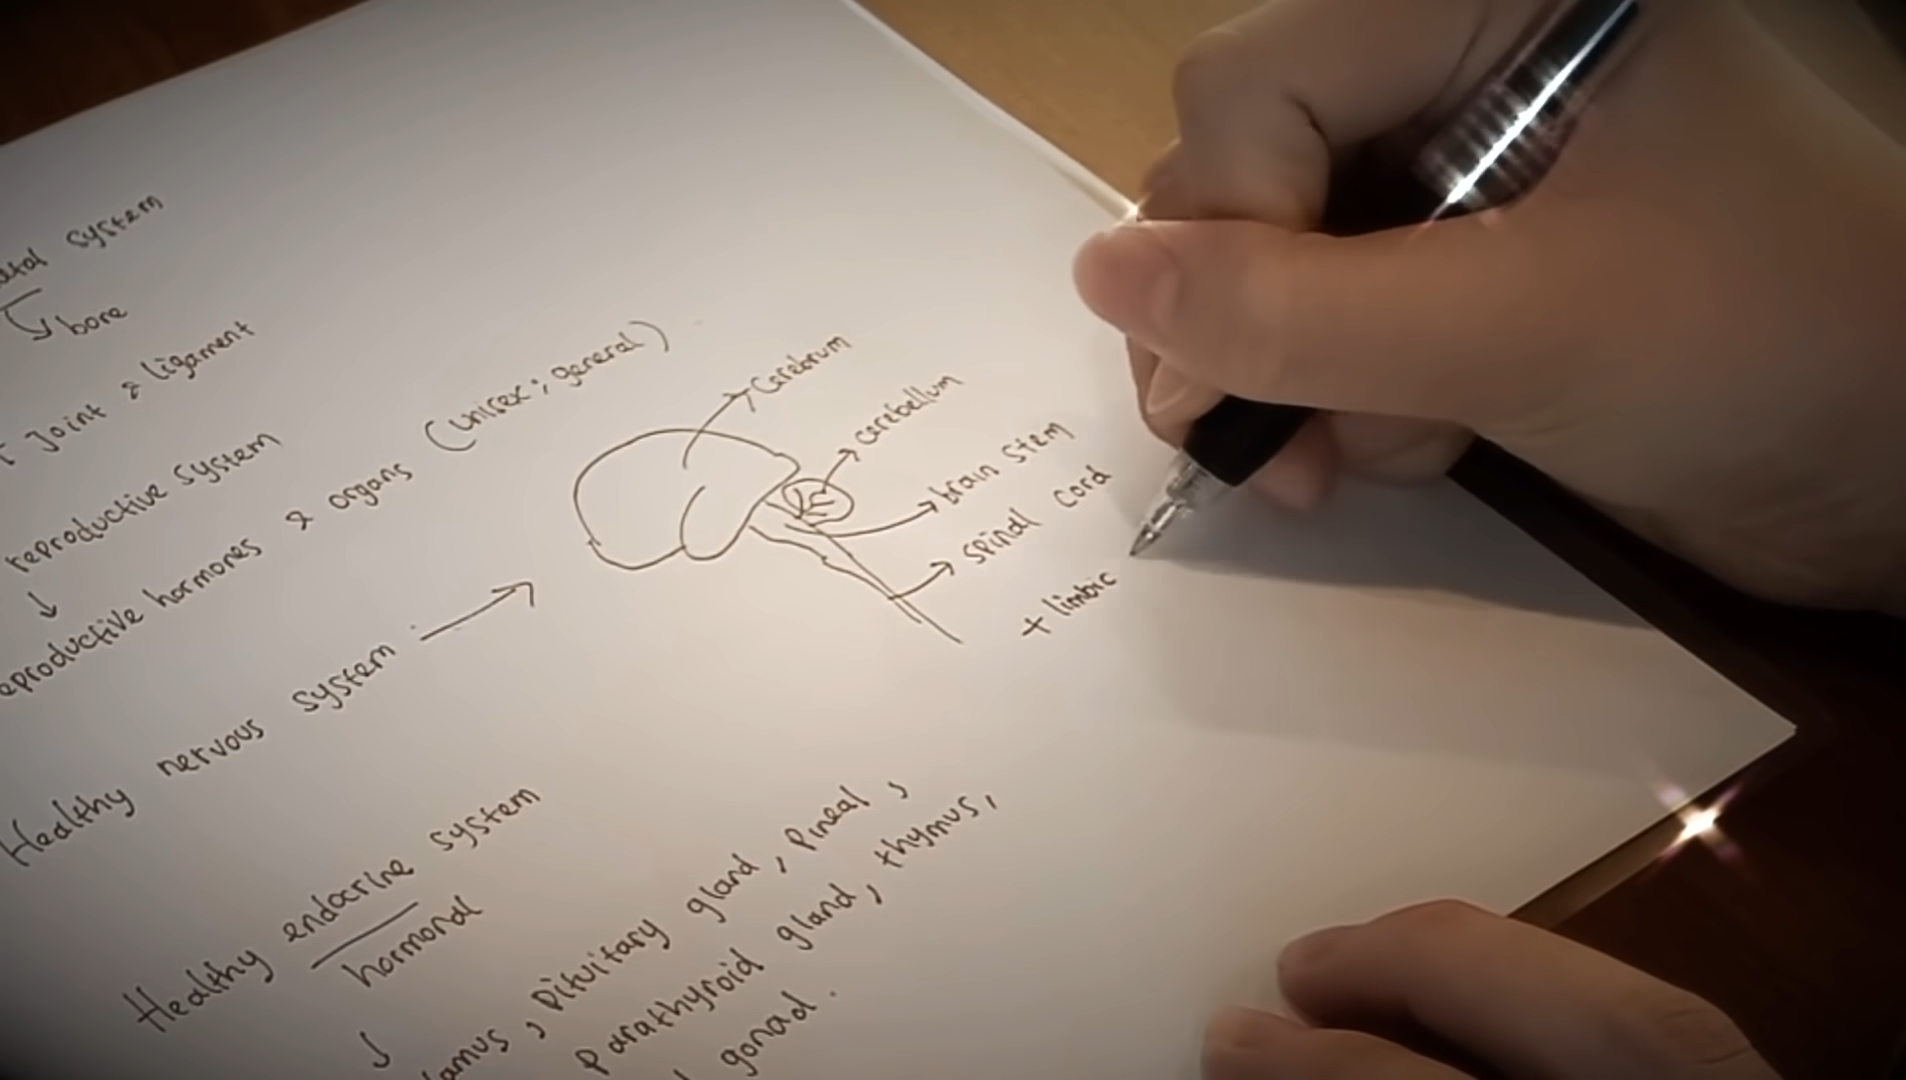 system
bone
Joint & ligament
reproductive system
reproductive hormones & organs (unisex; general)
Healthy nervous system
Cerebrum
cerebellum
brain stem
spinal cord
+ limbic
Healthy endocrine system
hormonal
pituitary gland, pineal,
parathyroid gland, thymus,
gonad.